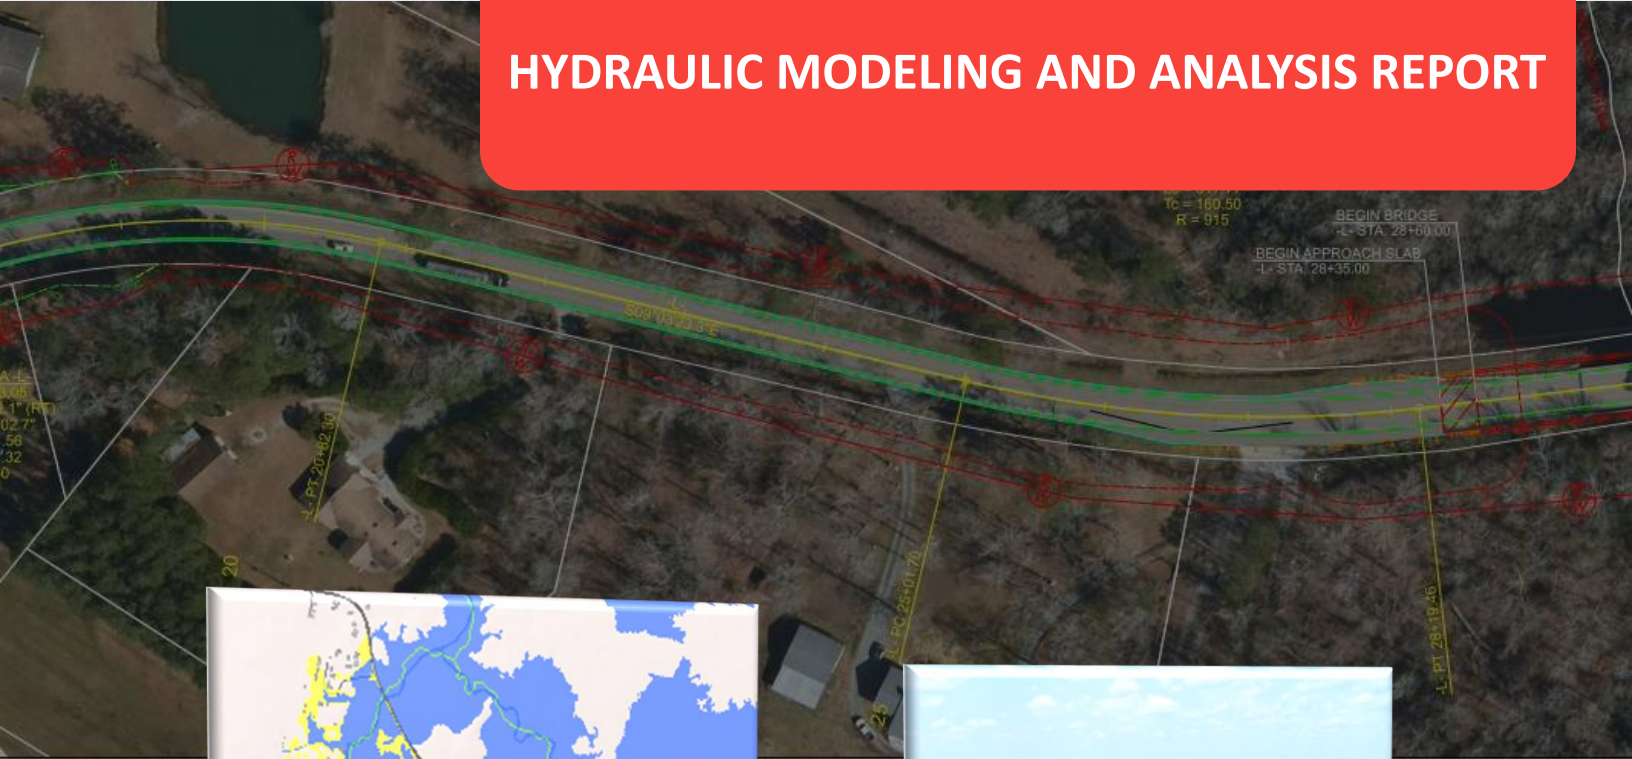 HYDRAULIC MODELING AND ANALYSIS REPORT
Tc = 160.50
R = 915
BEGIN BRIDGE
-L- STA. 28+60.00
BEGIN APPROACH SLAB
-L- STA. 28+35.00
-L-
-L- PT 20+82.30
20
-L- PC 25+01.70
25
-L- PT 28+19.46